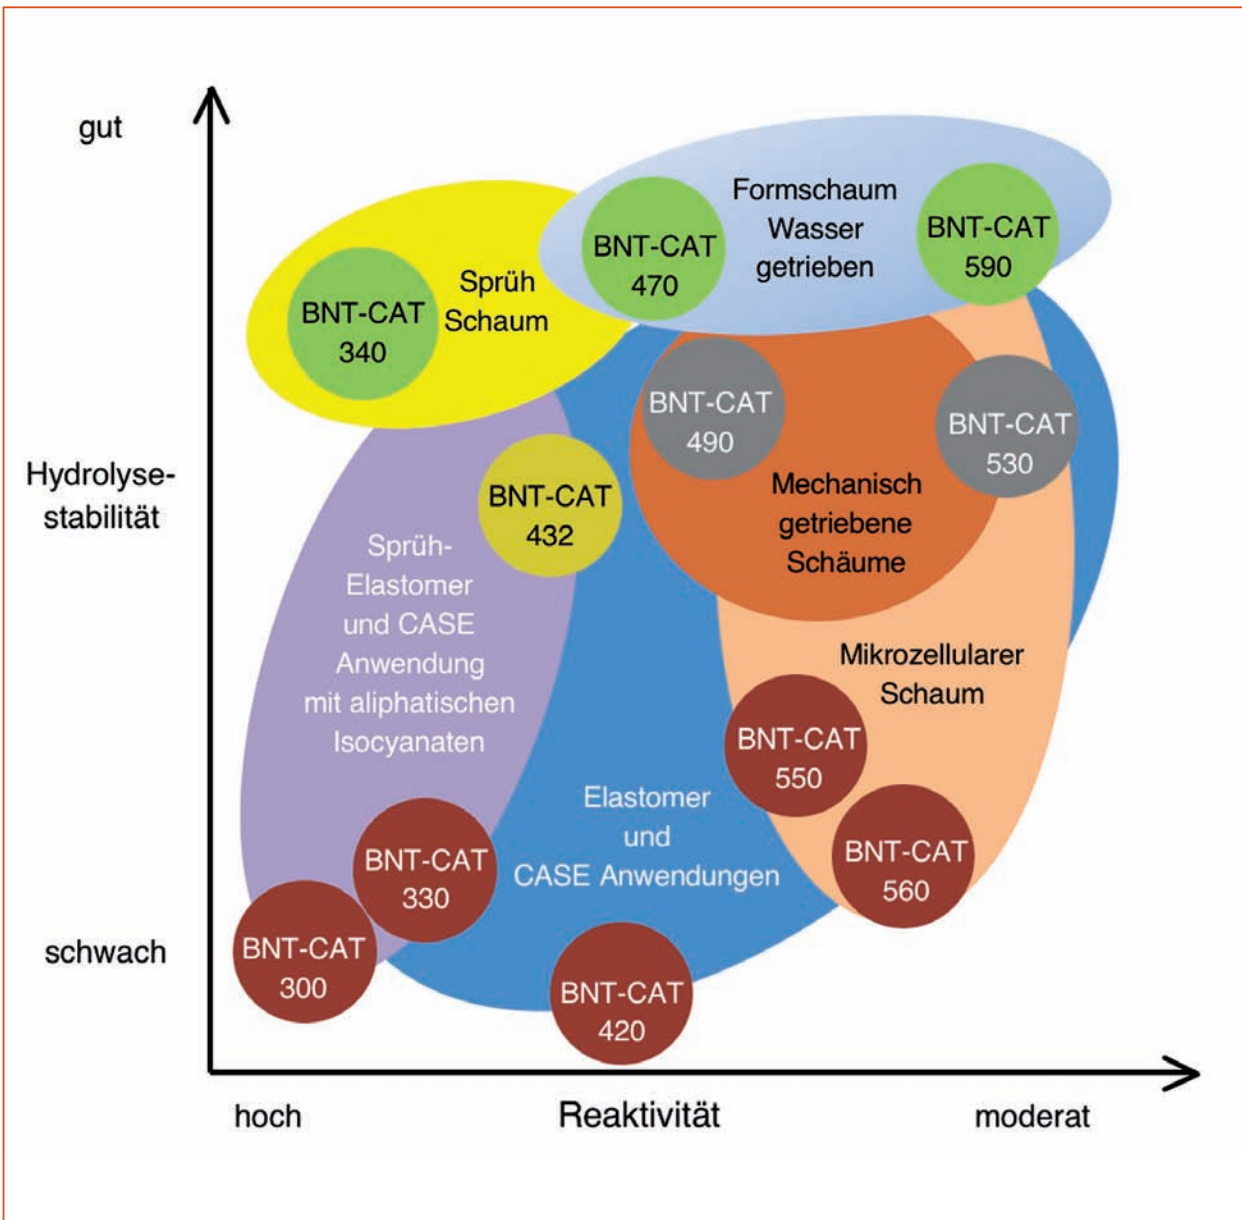 gut
Formschaum
Wasser
getrieben
BNT-CAT
470
BNT-CAT
590
Sprüh
Schaum
BNT-CAT
340
BNT-CAT
490
BNT-CAT
530
Hydrolyse-
stabilität
BNT-CAT
432
Mechanisch
getriebene
Schäume
Sprüh-
Elastomer
und CASE
Anwendung
mit aliphatischen
Isocyanaten
Mikrozellularer
Schaum
BNT-CAT
550
Elastomer
und
CASE Anwendungen
BNT-CAT
330
BNT-CAT
560
schwach
BNT-CAT
300
BNT-CAT
420
hoch
Reaktivität
moderat